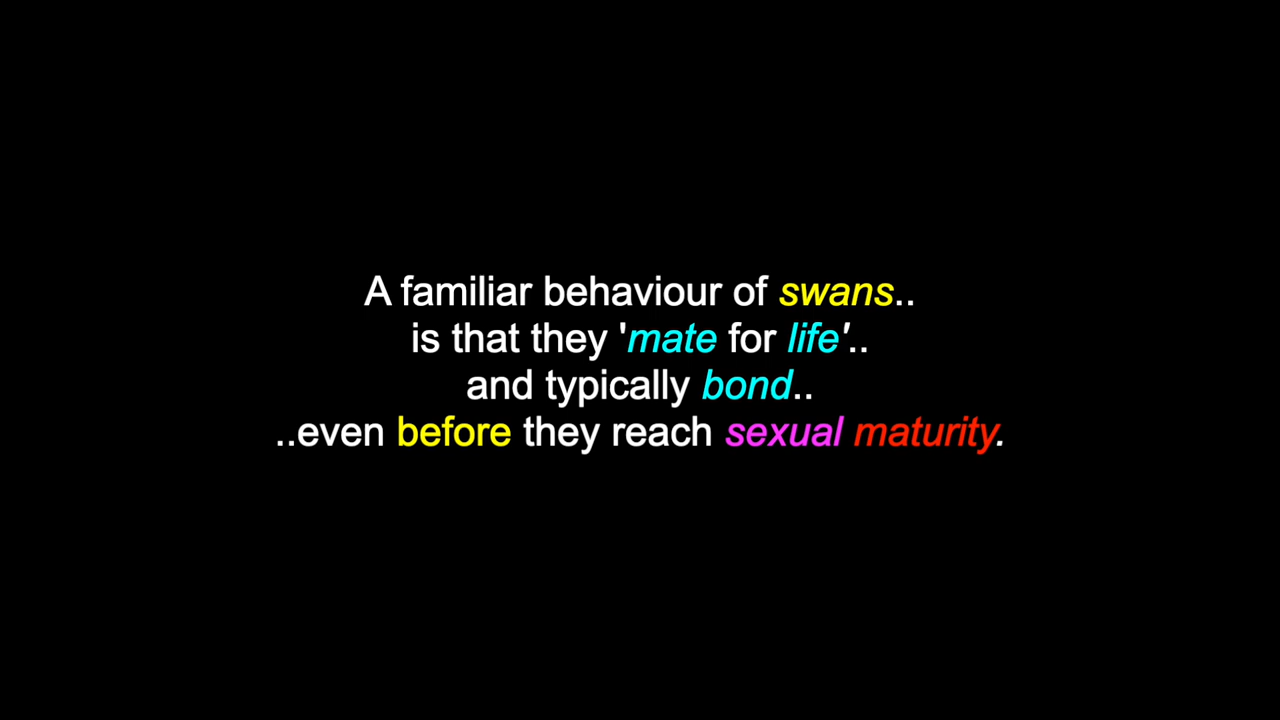 A familiar behaviour of swans..
is that they 'mate for life'..
and typically bond..
..even before they reach sexual maturity.